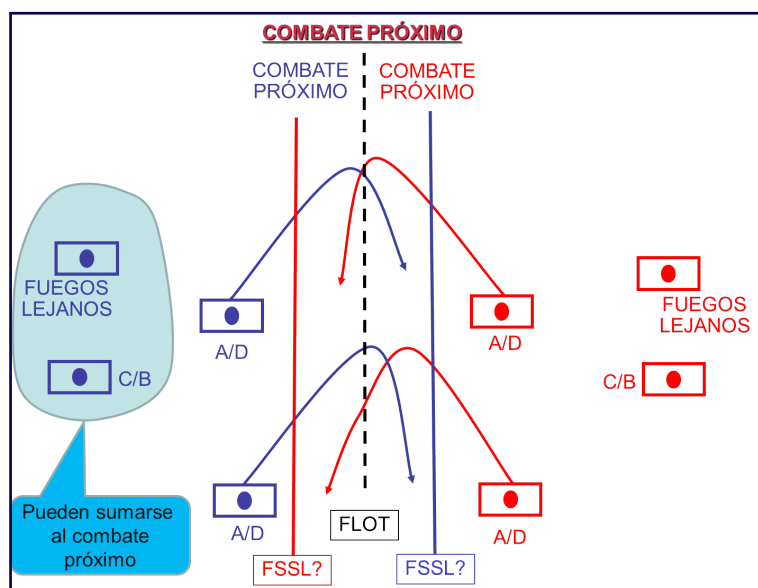 COMBATE PRÓXIMO
COMBATE
PRÓXIMO
COMBATE
PRÓXIMO
FUEGOS
LEJANOS
C/B
A/D
A/D
A/D
A/D
FUEGOS
LEJANOS
C/B
Pueden sumarse
al combate
próximo
FLOT
FSSL?
FSSL?